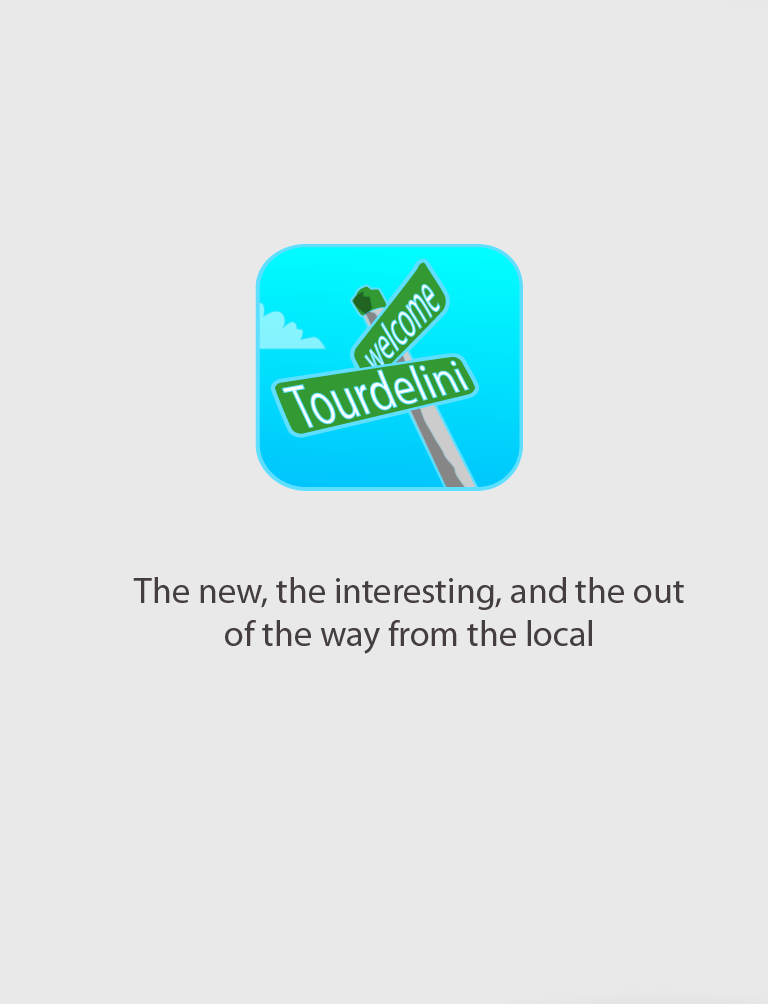 welcome
Tourdelini
The new, the interesting, and the out
of the way from the local